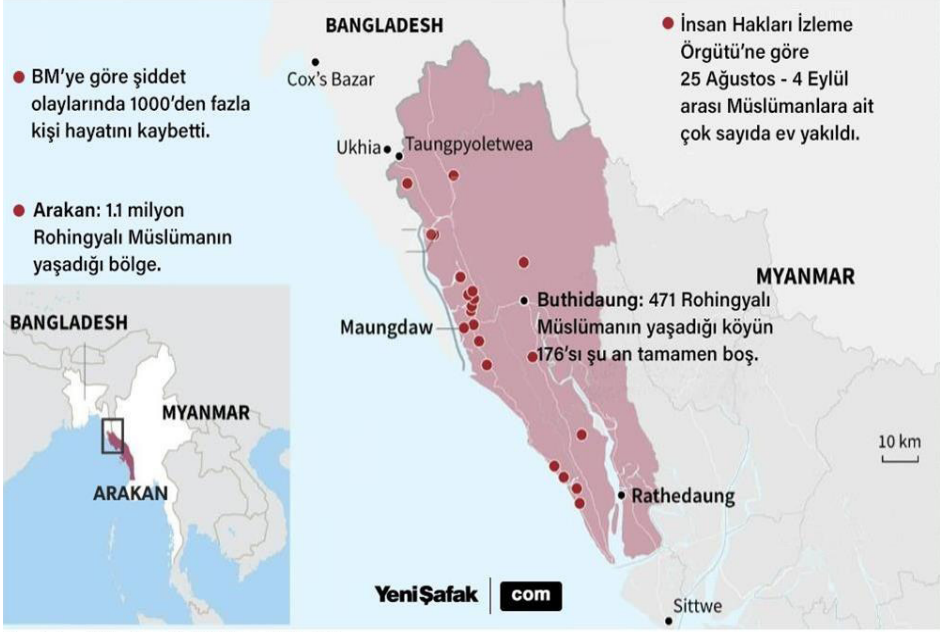 BANGLADESH
Cox's Bazar
BM'ye göre şiddet
olaylarında 1000'den fazla
kişi hayatını kaybetti.
İnsan Hakları İzleme
Örgütü'ne göre
25 Ağustos - 4 Eylül
arası Müslümanlara ait
çok sayıda ev yakıldı.
Ukhia
Taungpyoletwea
Arakan: 1.1 milyon
Rohingyalı Müslümanın
yaşadığı bölge.
MYANMAR
Buthidaung: 471 Rohingyalı
Müslümanın yaşadığı köyün
176'sı şu an tamamen boş.
Maungdaw
BANGLADESH
MYANMAR
ARAKAN
10 km
Rathedaung
YeniŞafak com
Sittwe